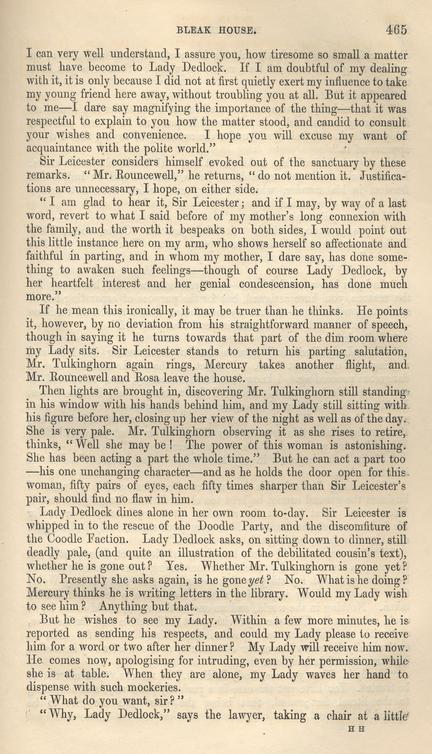 BLEAK HOUSE. 465
I can very well understand, I assure you, how tiresome so small a matter
must have become to Lady Dedlock. If I am doubtful of my dealing
with it, it is only because I did not at first quietly exert my influence to take
my young friend here away, without troubling you at all. But it appeared
to me—I dare say magnifying the importance of the thing—that it was
respectful to explain to you how the matter stood, and candid to consult
your wishes and convenience. I hope you will excuse my want of
acquaintance with the polite world.”
Sir Leicester considers himself evoked out of the sanctuary by these
remarks. “Mr. Rouncewell,” he returns, “do not mention it. Justifica-
tions are unnecessary, I hope, on either side.
“I am glad to hear it, Sir Leicester; and if I may, by way of a last
word, revert to what I said before of my mother's long connexion with
the family, and the worth it bespeaks on both sides, I would point out
this little instance here on my arm, who shows herself so affectionate and
faithful in parting, and in whom my mother, I dare say, has done some-
thing to awaken such feelings—though of course Lady Dedlock, by
her heartfelt interest and her genial condescension, has done much
more.”
If he mean this ironically, it may be truer than he thinks. He points
it, however, by no deviation from his straightforward manner of speech,
though in saying it he turns towards that part of the dim room where
my Lady sits. Sir Leicester stands to return his parting salutation,
Mr. Tulkinghorn again rings, Mercury takes another flight, and
Mr. Rouncewell and Rosa leave the house.
Then lights are brought in, discovering Mr. Tulkinghorn still standing
in his window with his hands behind him, and my Lady still sitting with
his figure before her, closing up her view of the night as well as of the day.
She is very pale. Mr. Tulkinghorn observing it as she rises to retire,
thinks, “Well she may be! The power of this woman is astonishing.
She has been acting a part the whole time.” But he can act a part too
—his one unchanging character—and as he holds the door open for this
woman, fifty pairs of eyes, each fifty times sharper than Sir Leicester's
pair, should find no flaw in him.
Lady Dedlock dines alone in her own room to-day. Sir Leicester is
whipped in to the rescue of the Doodle Party, and the discomfiture of
the Coodle Faction. Lady Dedlock asks, on sitting down to dinner, still
deadly pale, (and quite an illustration of the debilitated cousin's text),
whether he is gone out? Yes. Whether Mr. Tulkinghorn is gone yet?
No. Presently she asks again, is he gone yet? No. What is he doing?
Mercury thinks he is writing letters in the library. Would my Lady wish
to see him? Anything but that.
But he wishes to see my Lady. Within a few more minutes, he is
reported as sending his respects, and could my Lady please to receive
him for a word or two after her dinner? My Lady will receive him now.
He comes now, apologising for intruding, even by her permission, while
she is at table. When they are alone, my Lady waves her hand to
dispense with such mockeries.
“What do you want, sir?”
“Why, Lady Dedlock,” says the lawyer, taking a chair at a little
H H